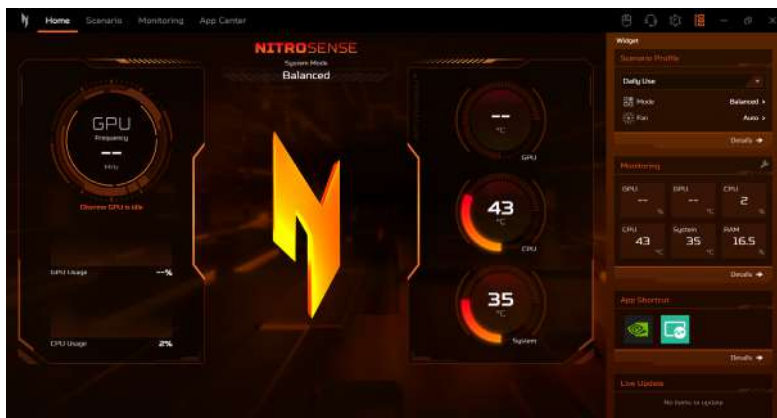 Home Scenario Monitoring App Center
NITROSENSE
System Mode
Balanced
GPU
Frequency
--
MHz
Discrete GPU is idle
GPU Usage --%
CPU Usage 2%
--
°C
GPU
43
°C
CPU
35
°C
System
Widget
Scenario Profile
Daily Use
Mode Balanced >
Fan Auto >
Details
Monitoring
GPU GPU CPU
-- -- 2
% °C %
CPU System RAM
43 35 16.5
°C °C %
Details
App Shortcut
Details
Live Update
No items to update